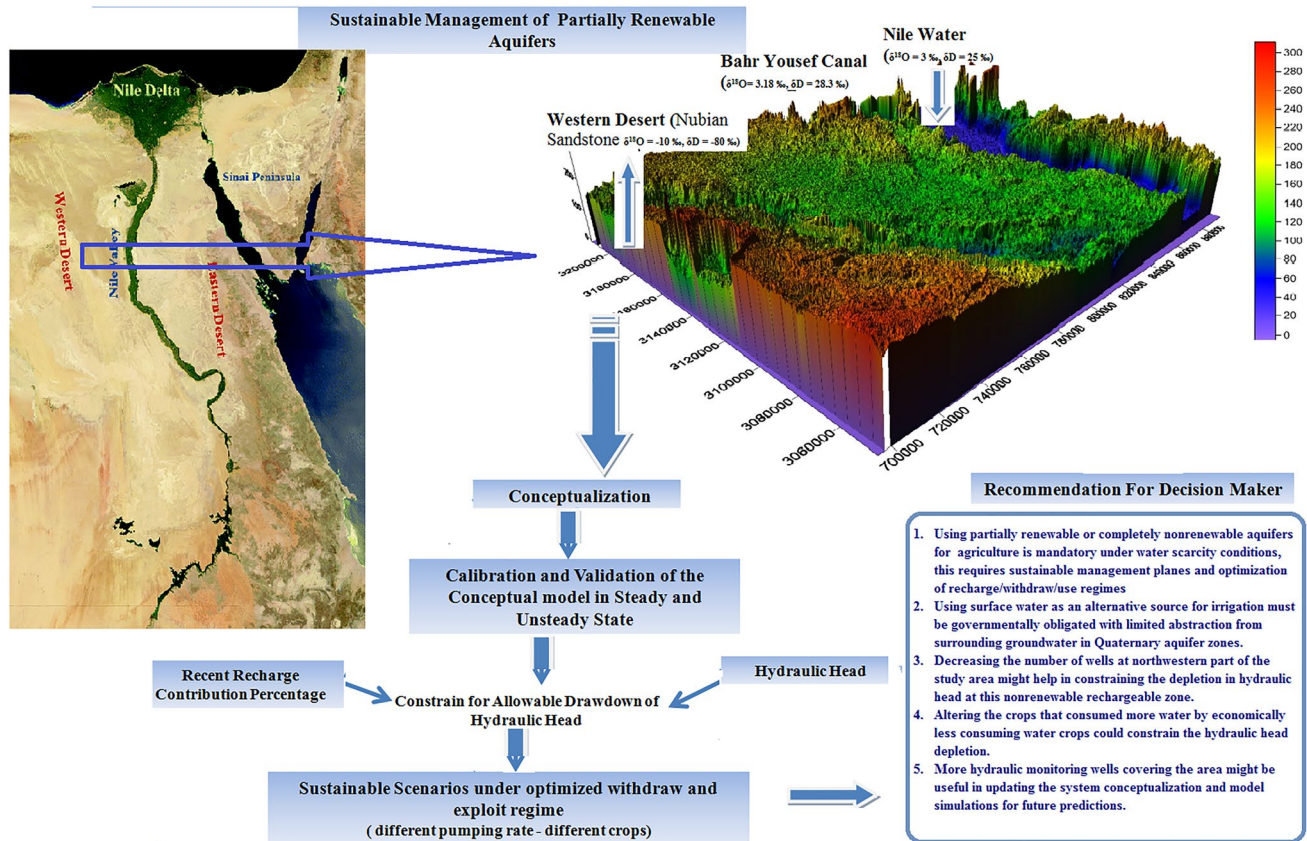 Sustainable Management of Partially Renewable
Aquifers
Nile Delta
Sinai Peninsula
Western Desert
Nile Valley
Eastern Desert
Nile Water
(δ¹⁸O = 3 ‰, δD = 25 ‰)
Bahr Yousef Canal
(δ¹⁸O= 3.18 ‰, δD = 28.3 ‰)
Western Desert (Nubian
Sandstone δ¹⁸O = -10 ‰, δD = -80 ‰)
300
280
260
240
220
200
180
160
140
120
100
80
60
40
20
0
3200000
3180000
3140000
3120000
3100000
3080000
3060000
700000
720000
740000
760000
780000
820000
840000
Conceptualization
Calibration and Validation of the
Conceptual model in Steady and
Unsteady State
Recent Recharge
Contribution Percentage
Hydraulic Head
Constrain for Allowable Drawdown of
Hydraulic Head
Sustainable Scenarios under optimized withdraw and
exploit regime
( different pumping rate - different crops)
Recommendation For Decision Maker
1. Using partially renewable or completely nonrenewable aquifers
for agriculture is mandatory under water scarcity conditions,
this requires sustainable management planes and optimization
of recharge/withdraw/use regimes
2. Using surface water as an alternative source for irrigation must
be governmentally obligated with limited abstraction from
surrounding groundwater in Quaternary aquifer zones.
3. Decreasing the number of wells at northwestern part of the
study area might help in constraining the depletion in hydraulic
head at this nonrenewable rechargeable zone.
4. Altering the crops that consumed more water by economically
less consuming water crops could constrain the hydraulic head
depletion.
5. More hydraulic monitoring wells covering the area might be
useful in updating the system conceptualization and model
simulations for future predictions.